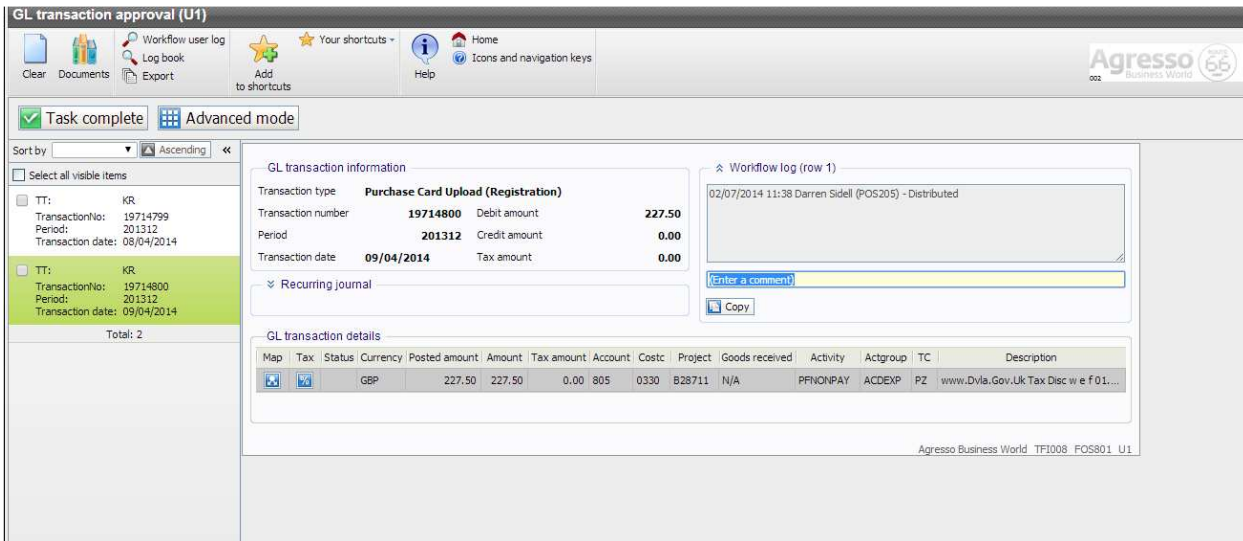 GL transaction approval (U1)
Clear
Documents
Workflow user log
Log book
Export
Add
to shortcuts
Your shortcuts
Help
Home
Icons and navigation keys
Agresso
Business World
ROUTE
66
002
Task complete
Advanced mode
Sort by
Ascending «
Select all visible items
TT: KR
TransactionNo: 19714799
Period: 201312
Transaction date: 08/04/2014
TT: KR
TransactionNo: 19714800
Period: 201312
Transaction date: 09/04/2014
Total: 2
GL transaction information
Transaction type Purchase Card Upload (Registration)
Transaction number 19714800 Debit amount 227.50
Period 201312 Credit amount 0.00
Transaction date 09/04/2014 Tax amount 0.00
Recurring journal
Workflow log (row 1)
02/07/2014 11:38 Darren Sidell (POS205) - Distributed
(Enter a comment)
Copy
GL transaction details
Map Tax Status Currency Posted amount Amount Tax amount Account Costc Project Goods received Activity Actgroup TC Description
% GBP 227.50 227.50 0.00 805 0330 B28711 N/A PFNONPAY ACDEXP PZ www.Dvla.Gov.Uk Tax Disc w e f 01....
Agresso Business World TFI008 FOS801 U1